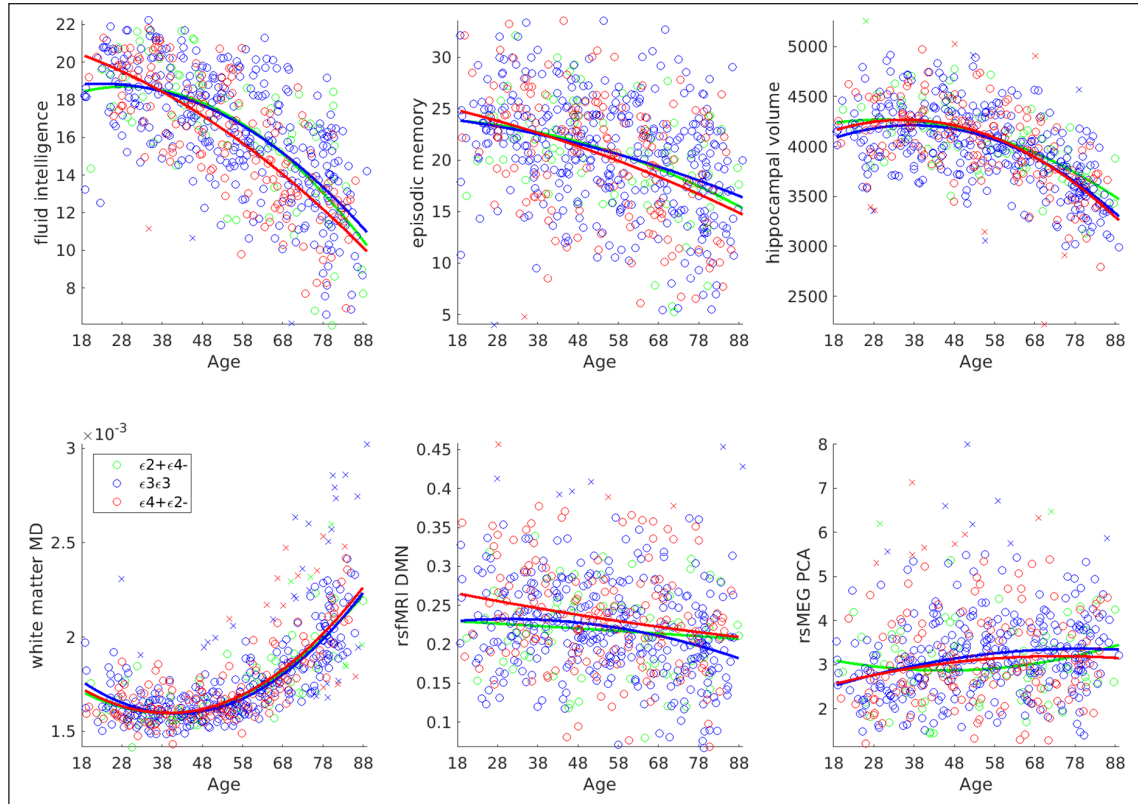 22
20
18
16
14
12
10
8
fluid intelligence
18 28 38 48 58 68 78 88
Age
30
25
20
15
10
5
episodic memory
18 28 38 48 58 68 78 88
Age
5000
4500
4000
3500
3000
2500
hippocampal volume
18 28 38 48 58 68 78 88
Age
×10⁻³
3
2.5
2
1.5
white matter MD
ϵ2+ϵ4-
ϵ3ϵ3
ϵ4+ϵ2-
18 28 38 48 58 68 78 88
Age
0.45
0.4
0.35
0.3
0.25
0.2
0.15
0.1
rsfMRI DMN
18 28 38 48 58 68 78 88
Age
8
7
6
5
4
3
2
rsMEG PCA
18 28 38 48 58 68 78 88
Age